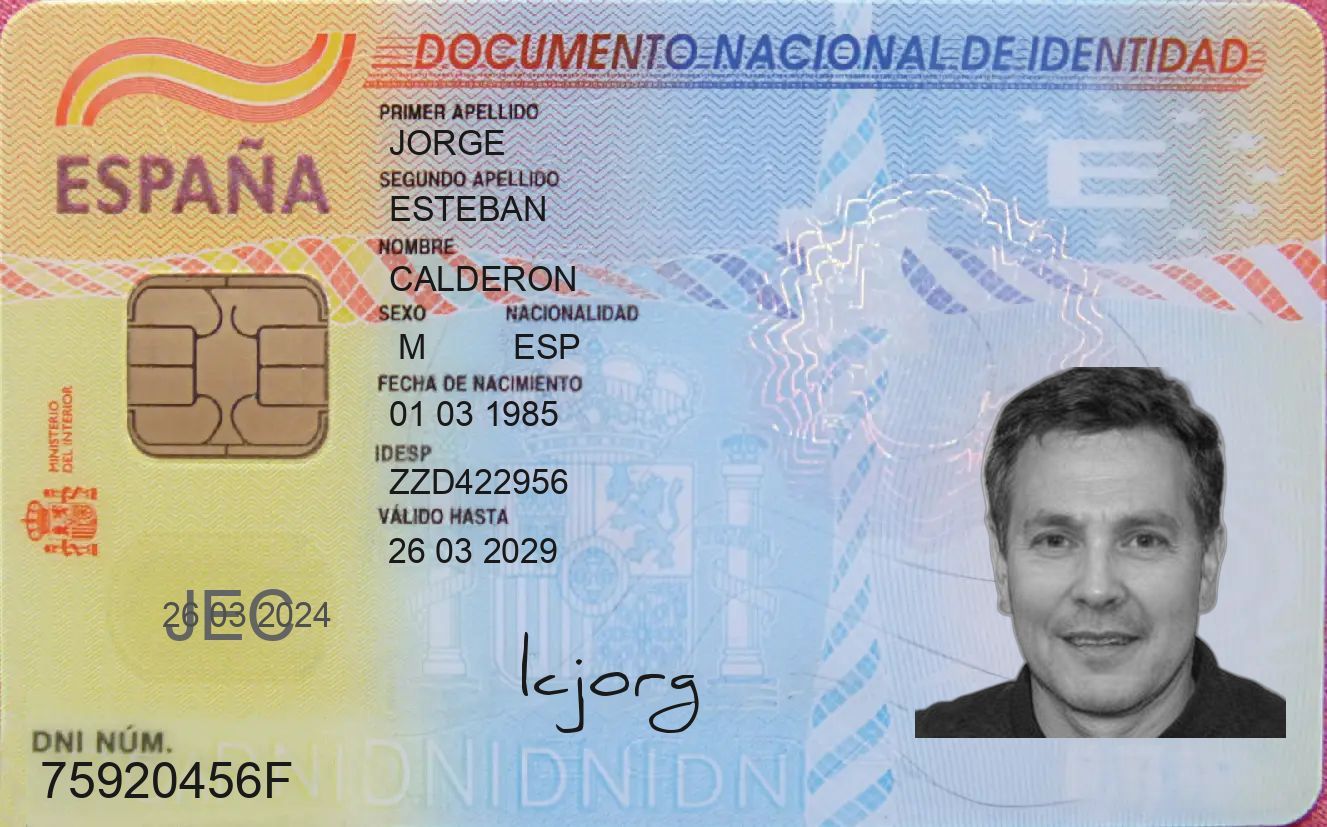 DOCUMENTO NACIONAL DE IDENTIDAD
ESPAÑA
PRIMER APELLIDO
JORGE
SEGUNDO APELLIDO
ESTEBAN
NOMBRE
CALDERON
SEXO NACIONALIDAD
M ESP
FECHA DE NACIMIENTO
01 03 1985
IDESP
ZZD422956
VÁLIDO HASTA
26 03 2029
MINISTERIO
DEL INTERIOR
E
26 03 2024
JEC
kjorg
DNI NÚM.
75920456F
DNIDNIDNIDNI